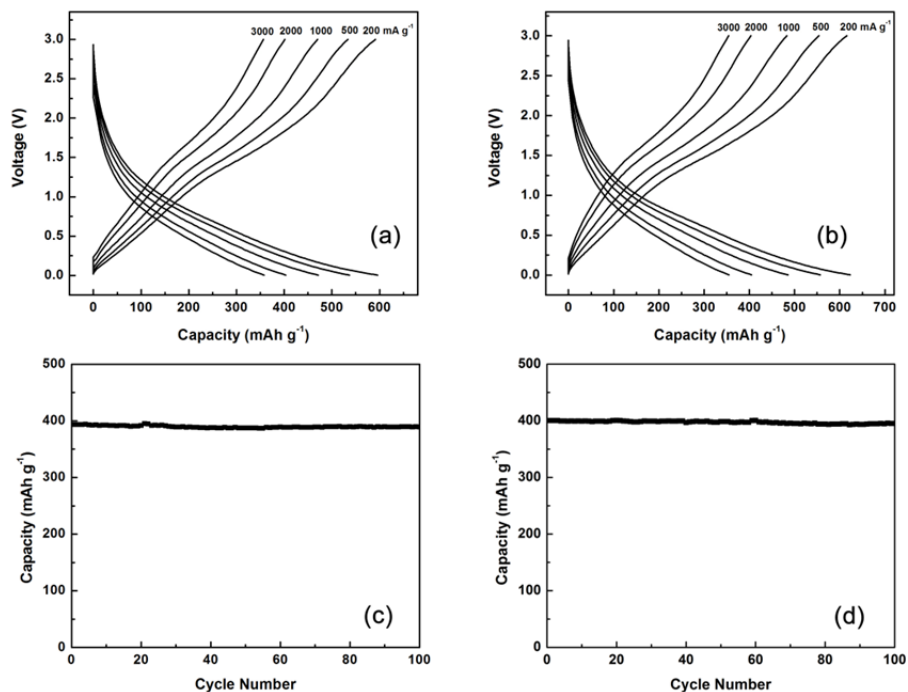 3000 2000 1000 500 200 mA g⁻¹
3.0
2.5
2.0
1.5
1.0
0.5
0.0
Voltage (V)
(a)
0 100 200 300 400 500 600
Capacity (mAh g⁻¹)
3000 2000 1000 500 200 mA g⁻¹
3.0
2.5
2.0
1.5
1.0
0.5
0.0
Voltage (V)
(b)
0 100 200 300 400 500 600 700
Capacity (mAh g⁻¹)
500
400
300
200
100
0
Capacity (mAh g⁻¹)
(c)
0 20 40 60 80 100
Cycle Number
500
400
300
200
100
0
Capacity (mAh g⁻¹)
(d)
0 20 40 60 80 100
Cycle Number